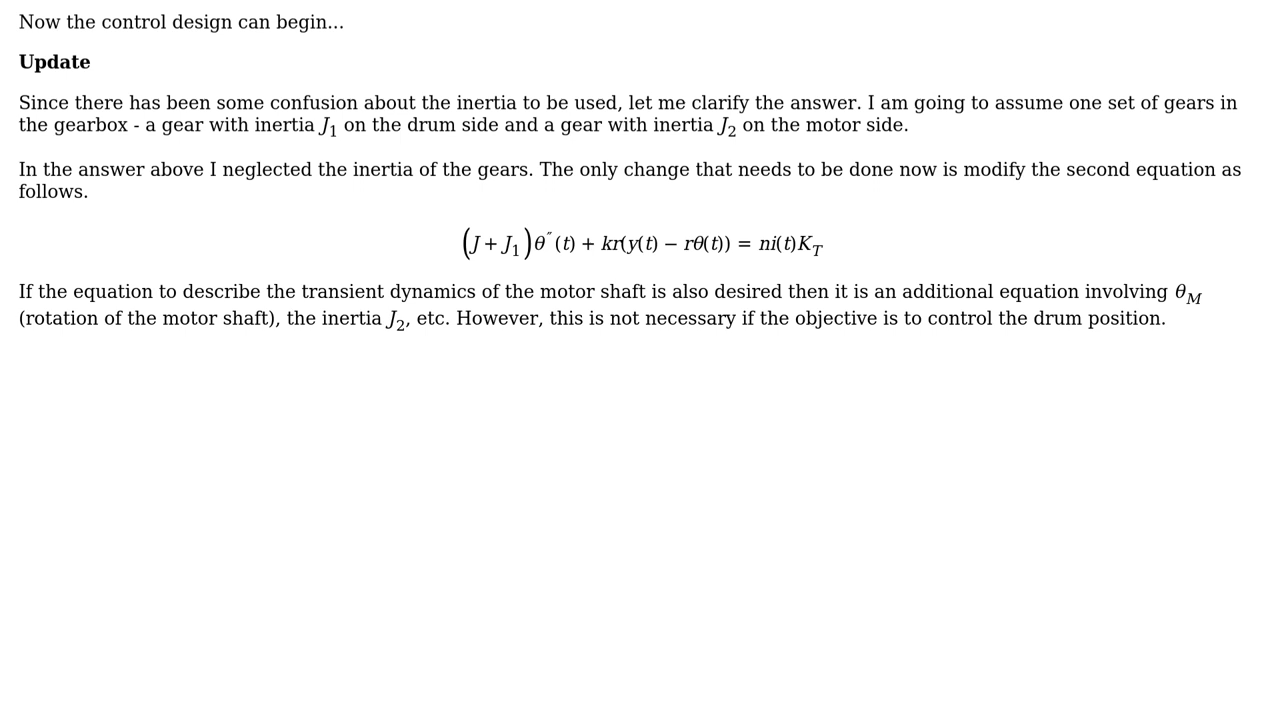 Now the control design can begin...
Update
Since there has been some confusion about the inertia to be used, let me clarify the answer. I am going to assume one set of gears in
the gearbox - a gear with inertia J₁ on the drum side and a gear with inertia J₂ on the motor side.
In the answer above I neglected the inertia of the gears. The only change that needs to be done now is modify the second equation as
follows.
(J + J₁)θ″(t) + kr(y(t) − rθ(t)) = ni(t)K_T
If the equation to describe the transient dynamics of the motor shaft is also desired then it is an additional equation involving θ_M
(rotation of the motor shaft), the inertia J₂, etc. However, this is not necessary if the objective is to control the drum position.